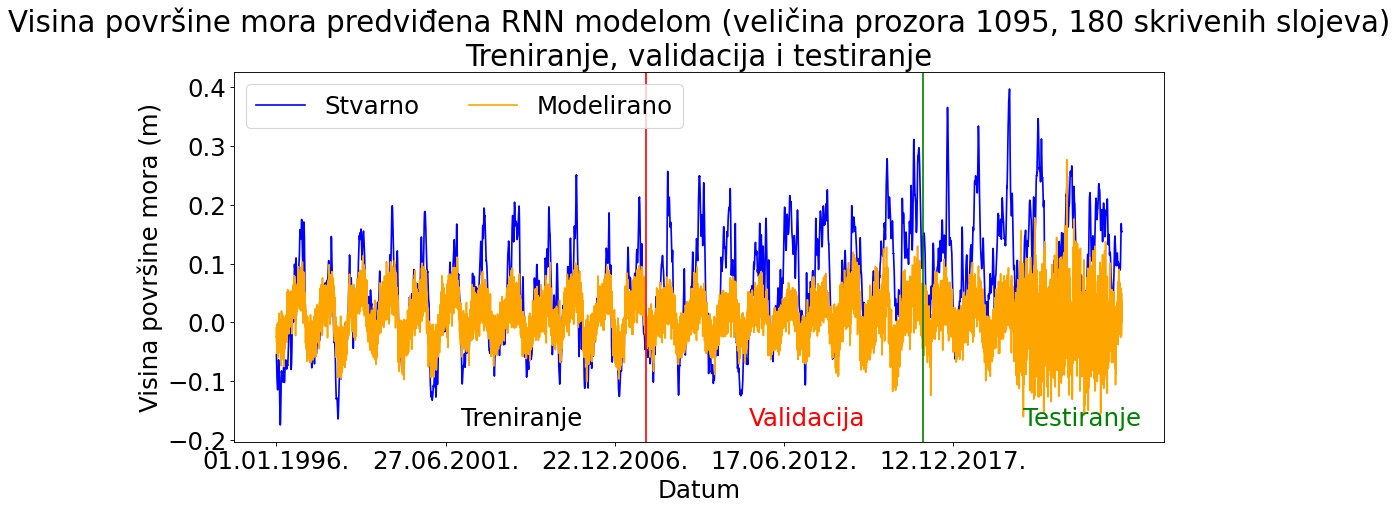 Visina površine mora predviđena RNN modelom (veličina prozora 1095, 180 skrivenih slojeva)
Treniranje, validacija i testiranje
Stvarno
Modelirano
Visina površine mora (m)
0.4
0.3
0.2
0.1
0.0
−0.1
−0.2
Treniranje
Validacija
Testiranje
01.01.1996.
27.06.2001.
22.12.2006.
17.06.2012.
12.12.2017.
Datum